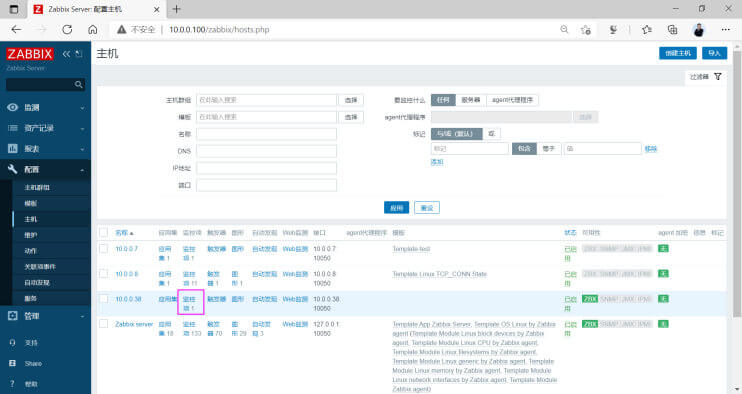 Zabbix Server: 配置主机
不安全 10.0.0.100/zabbix/hosts.php
ZABBIX
Zabbix Server
监测
资产记录
报表
配置
主机群组
模板
主机
维护
动作
关联项事件
自动发现
服务
管理
支持
Share
帮助
主机
创建主机 导入
过滤器
主机群组 在此输入搜索 选择
模板 在此输入搜索 选择
名称
DNS
IP地址
端口
要监控什么 任何 服务器 agent代理程序
agent代理程序 选择
标记 与/或（默认） 或
标记 包含 等于 值 移除
添加
应用 重设
名称 应用集 监控项 触发器 图形 自动发现 Web监测 接口 agent代理程序 模板 状态 可用性 agent 加密 信息 标记
10.0.0.7 应用集 1 监控项 1 触发器 图形 自动发现 Web监测 10.0.0.7: 10050 Template-test 已启用 ZBX SNMP JMX IPMI 无
10.0.0.8 应用集 1 监控项 11 触发器 1 图形 1 自动发现 Web监测 10.0.0.8: 10050 Template Linux TCP_CONN State 已启用 ZBX SNMP JMX IPMI 无
10.0.0.38 应用集 监控项 1 触发器 图形 自动发现 Web监测 10.0.0.38: 10050 已启用 ZBX SNMP JMX IPMI 无
Zabbix server 应用集 18 监控项 133 触发器 70 图形 29 自动发现 3 Web监测 127.0.0.1: 10050 已启用 ZBX SNMP JMX IPMI 无
Template App Zabbix Server, Template OS Linux by Zabbix
agent (Template Module Linux block devices by Zabbix
agent, Template Module Linux CPU by Zabbix agent,
Template Module Linux filesystems by Zabbix agent,
Template Module Linux generic by Zabbix agent, Template
Module Linux memory by Zabbix agent, Template Module
Linux network interfaces by Zabbix agent, Template Module
Zabbix agent)